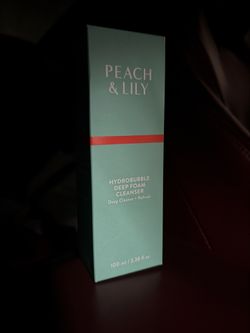 PEACH
& LILY
HYDROBUBBLE
DEEP FOAM
CLEANSER
Deep Cleanse + Refresh
100 ml / 3.38 fl oz